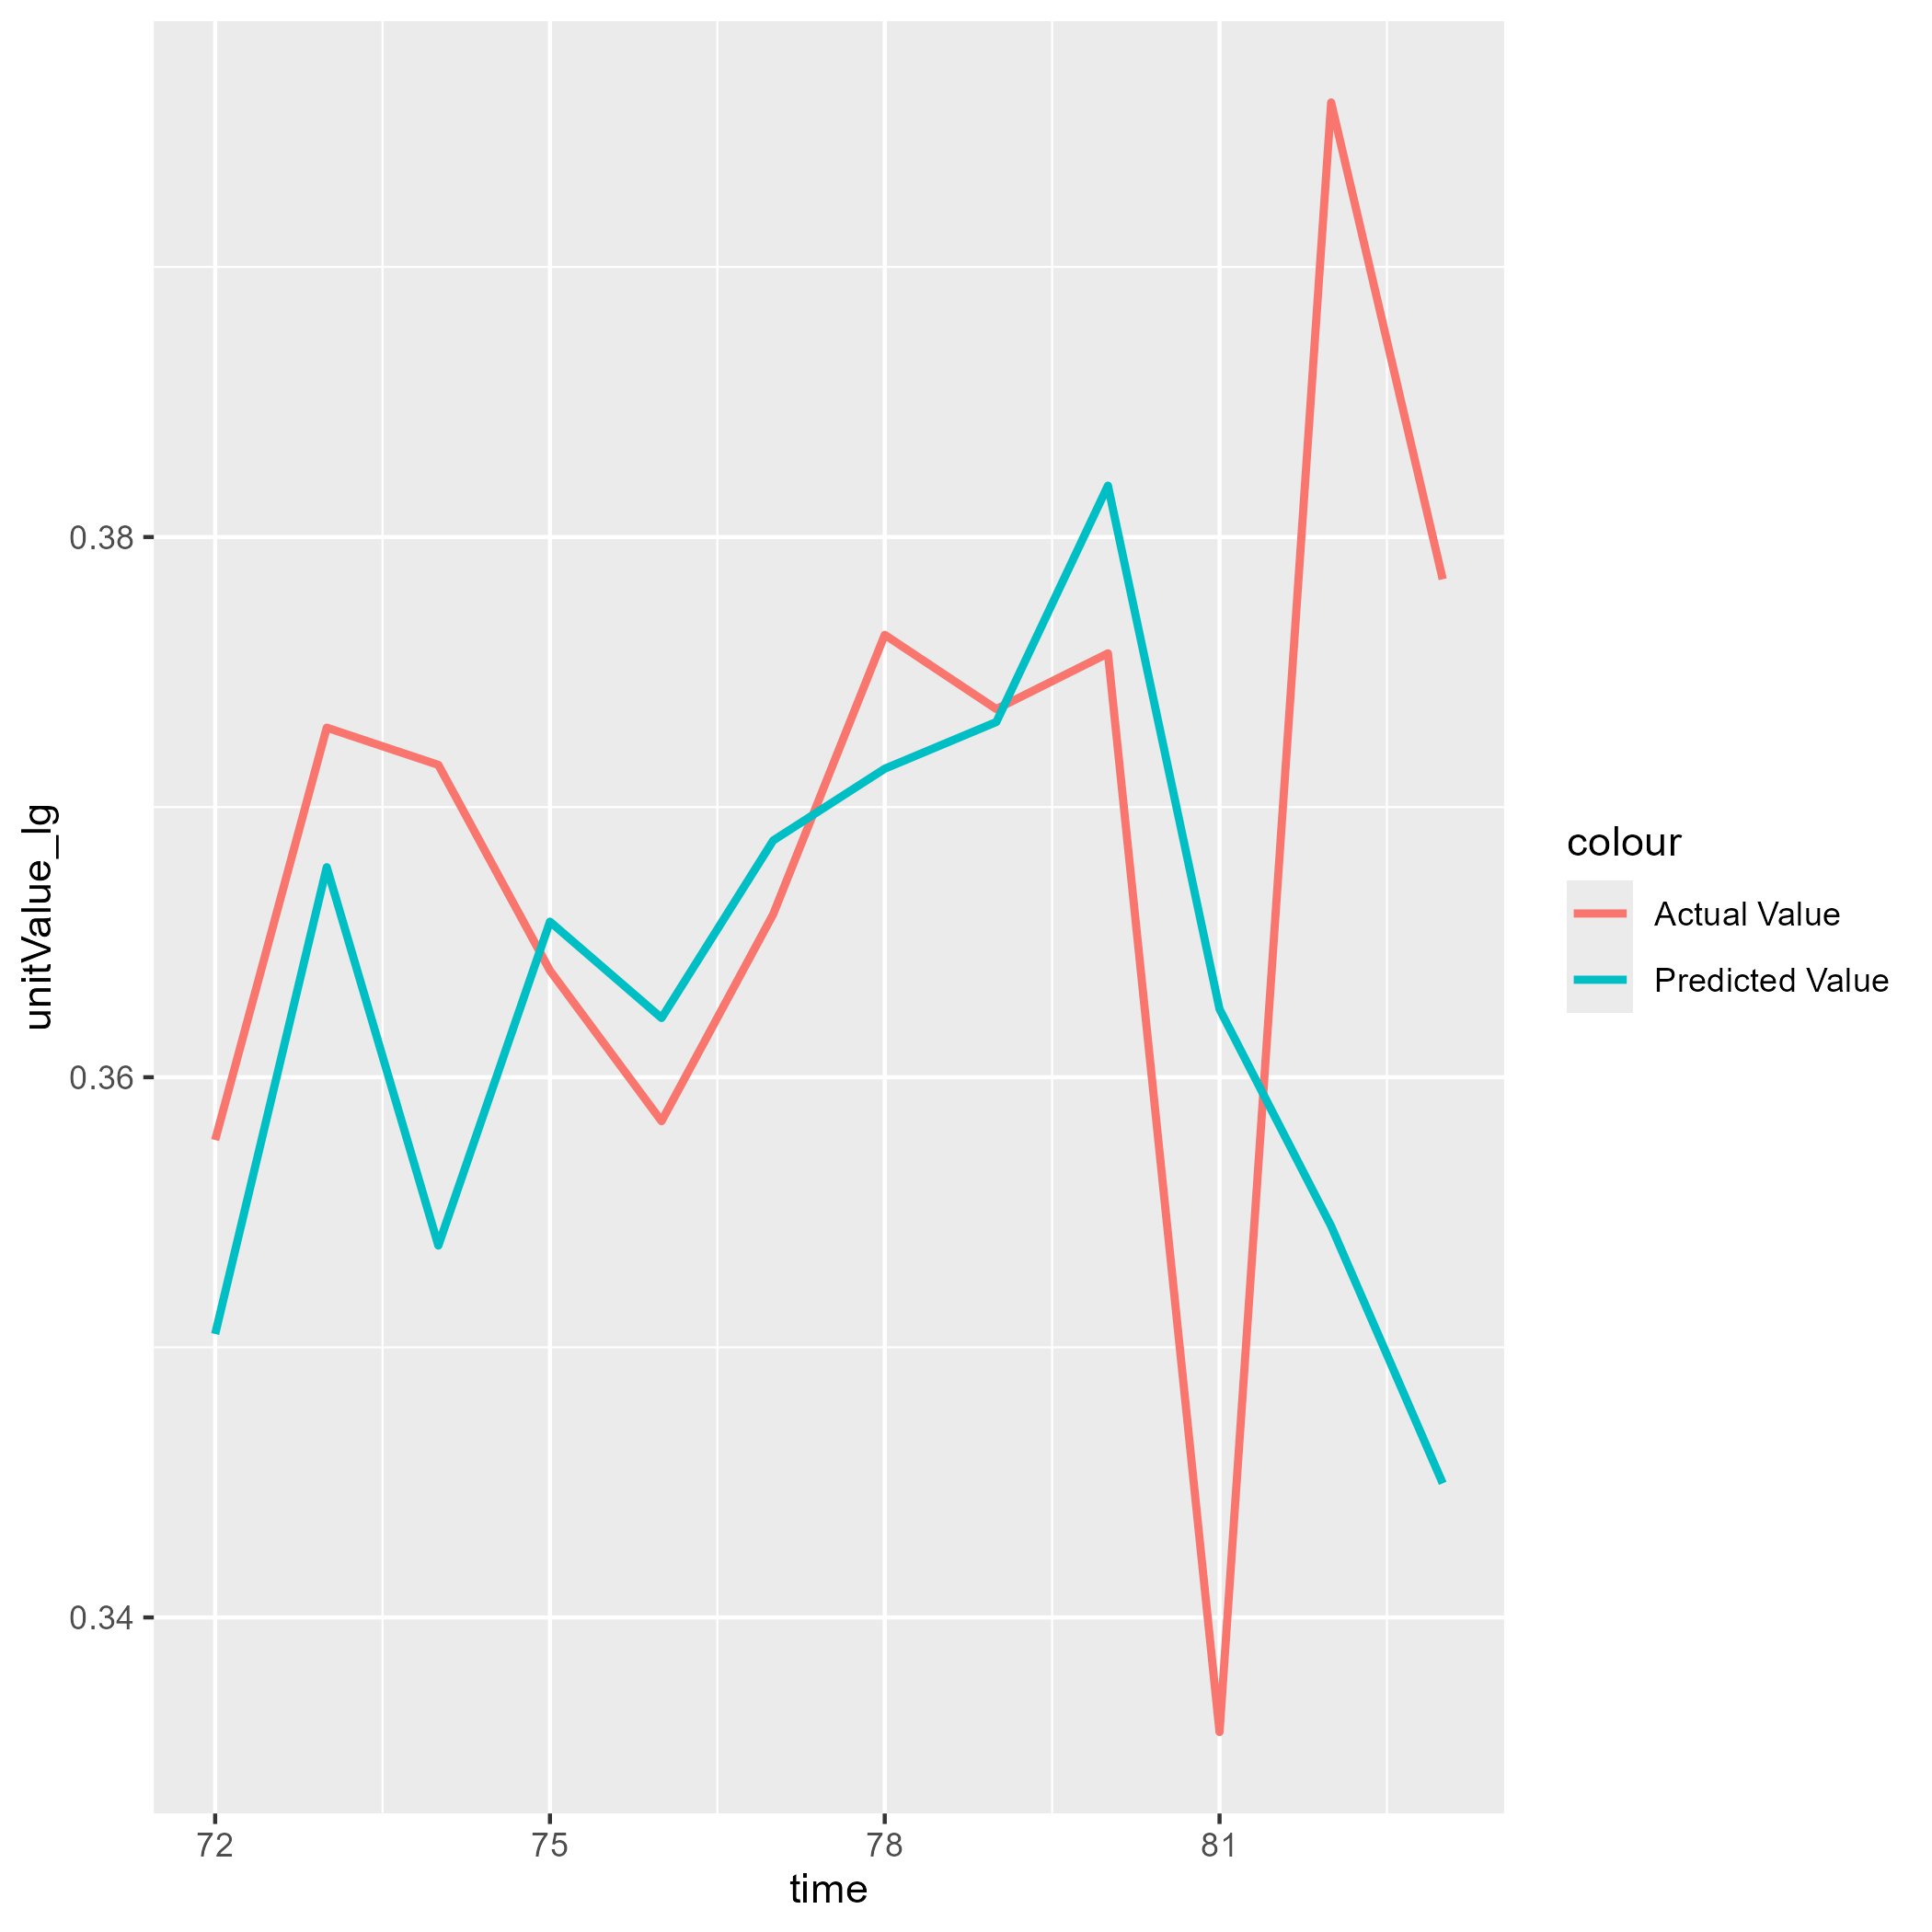 unitValue_lg
0.38
0.36
0.34
72 75 78 81
time
colour
Actual Value
Predicted Value